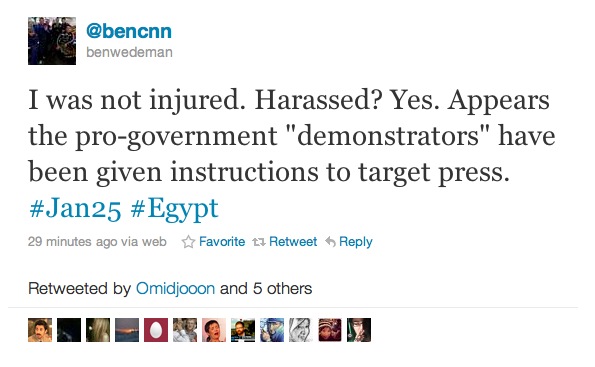 @bencnn
benwedeman
I was not injured. Harassed? Yes. Appears
the pro-government "demonstrators" have
been given instructions to target press.
#Jan25 #Egypt
29 minutes ago via web Favorite Retweet Reply
Retweeted by Omidjooon and 5 others